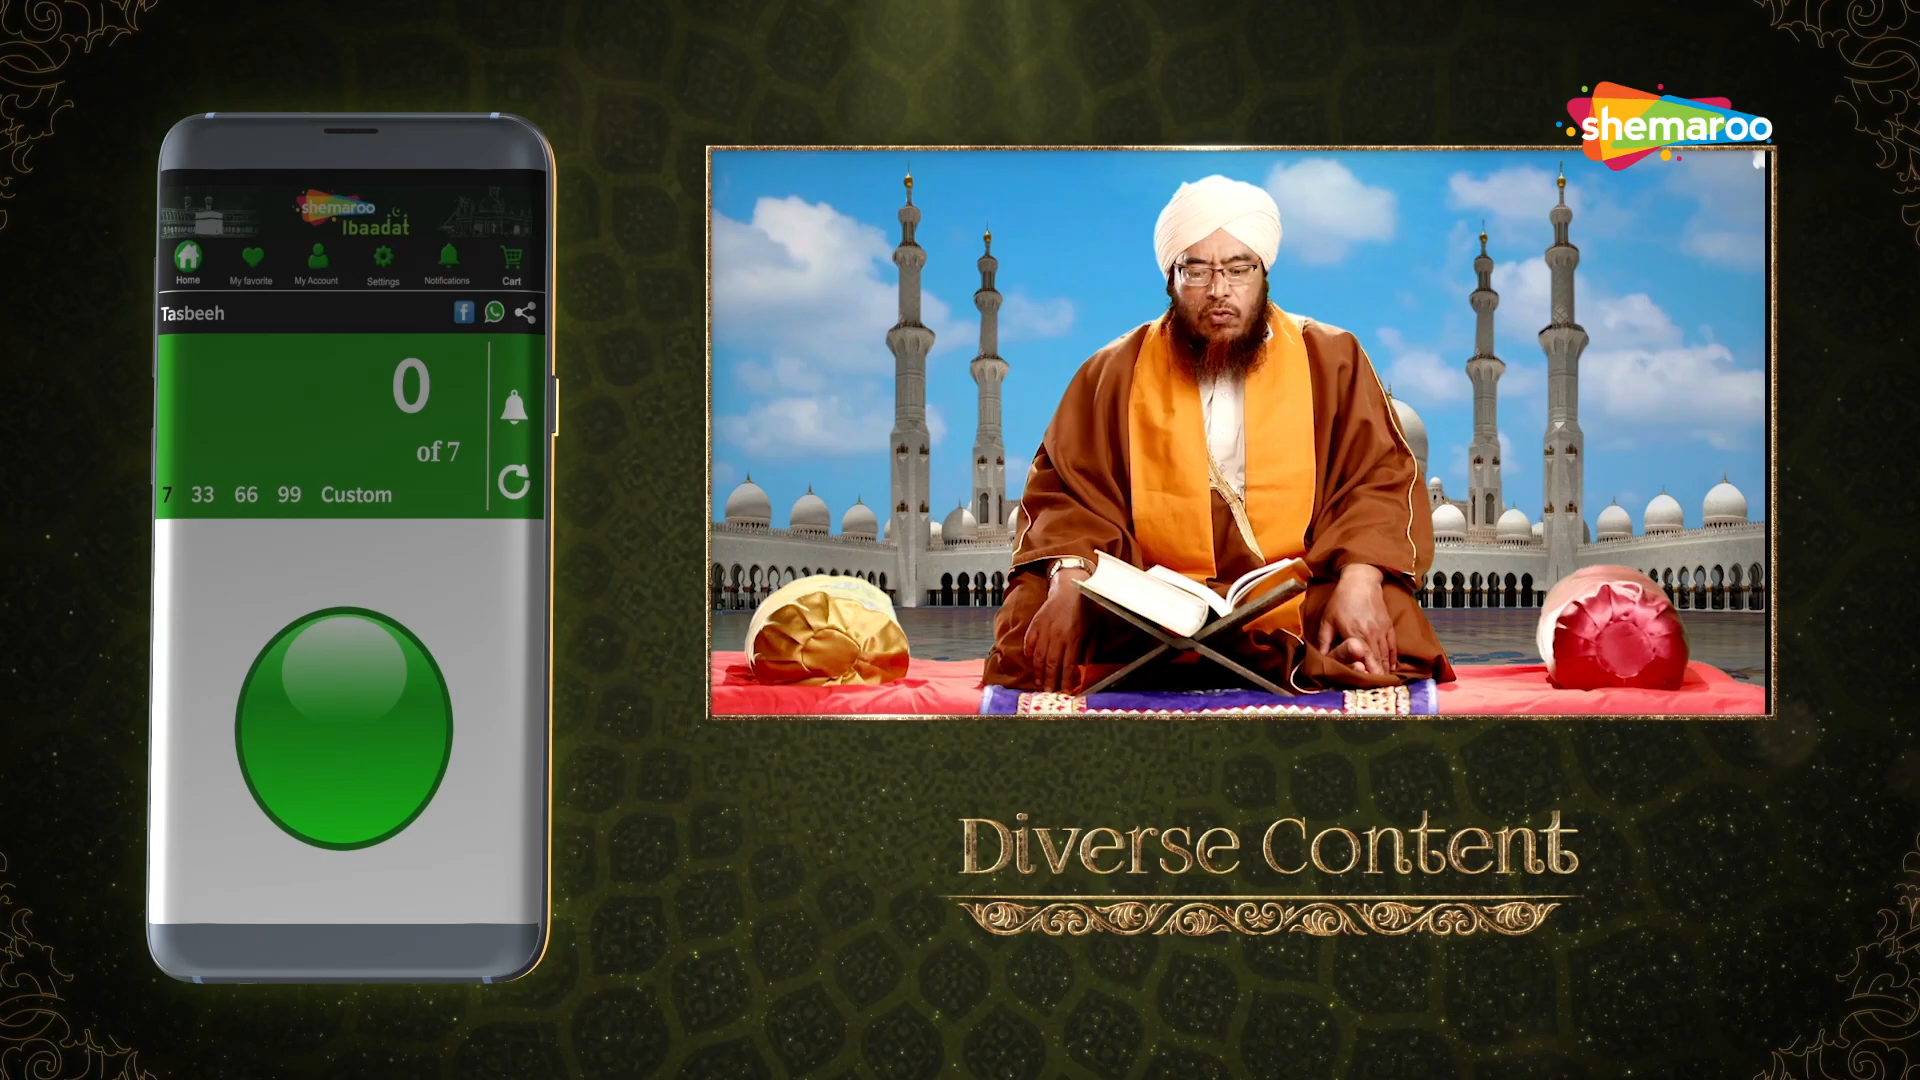 shemaroo
shemaroo
Ibaadat
Home My favorite My Account Settings Notifications Cart
Tasbeeh
0
of 7
7 33 66 99 Custom
Diverse Content